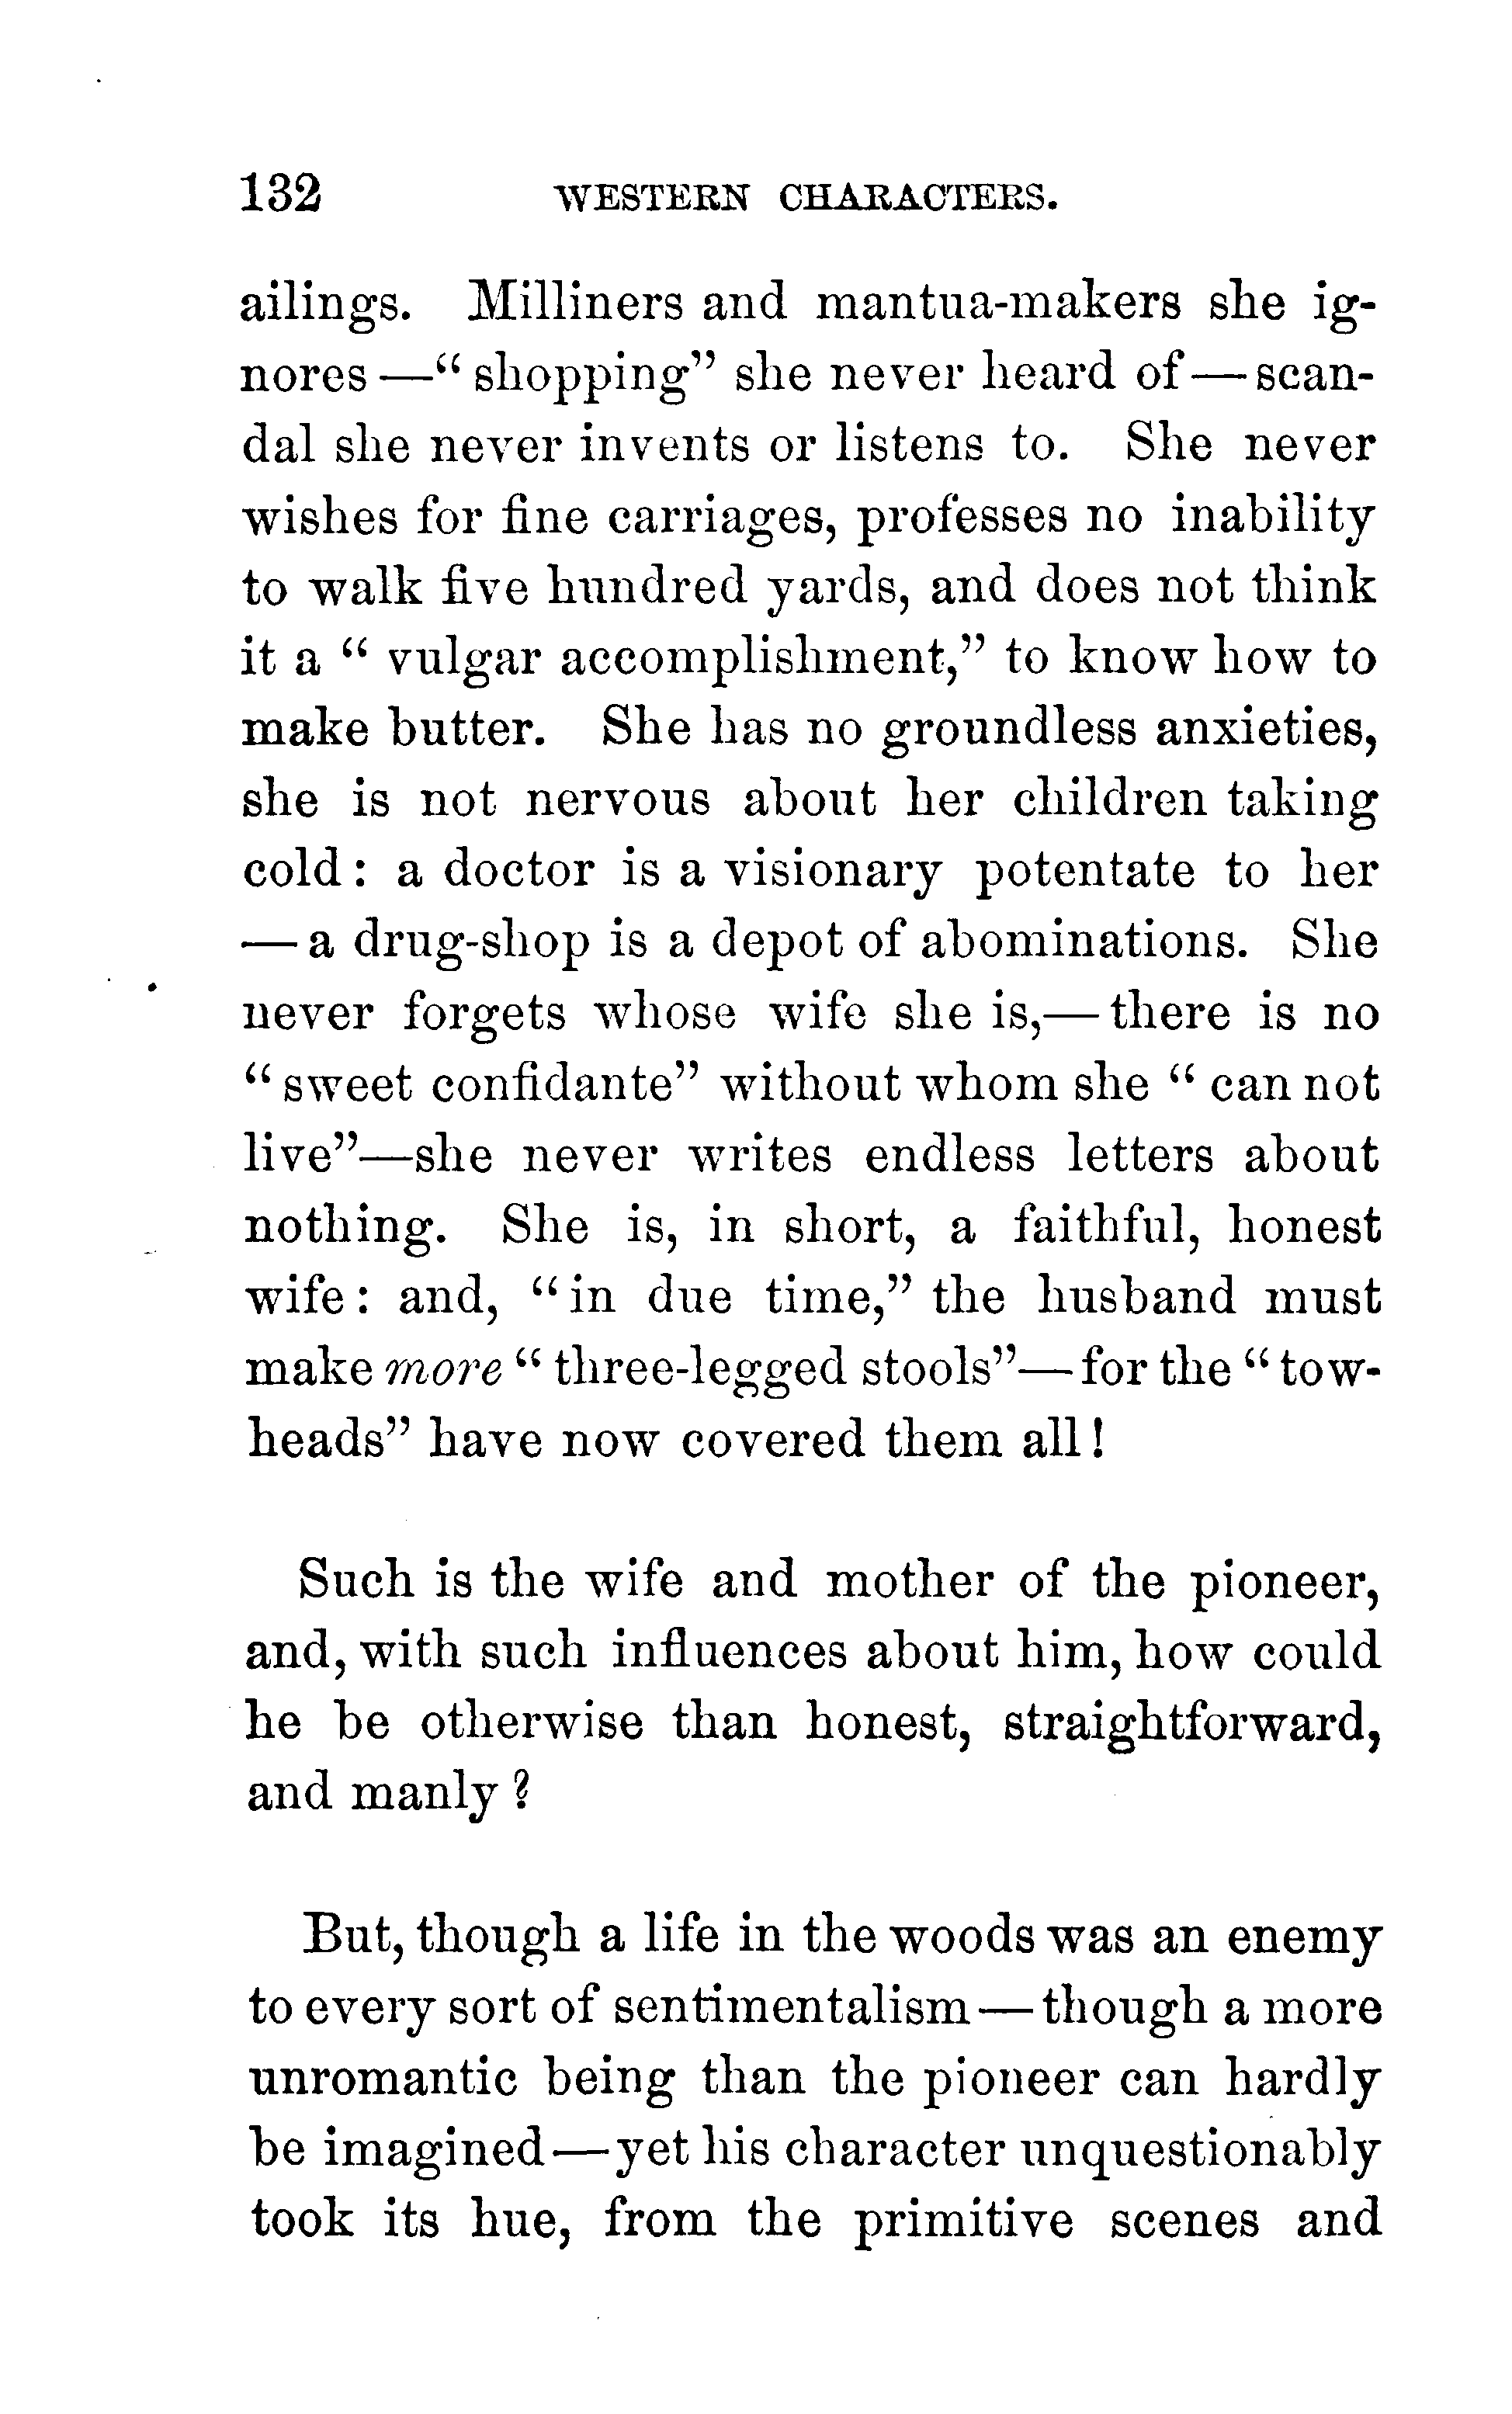 132 WESTERN CHARACTERS.
ailings. Milliners and mantua-makers she ig-
nores —" shopping" she never heard of — scan-
dal she never invents or listens to. She never
wishes for fine carriages, professes no inability
to walk five hundred yards, and does not think
it a " vulgar accomplishment," to know how to
make butter. She has no groundless anxieties,
she is not nervous about her children taking
cold : a doctor is a visionary potentate to her
— a drug-shop is a depot of abominations. She
never forgets whose wife she is,— there is no
" sweet confidante" without whom she " can not
live"—she never writes endless letters about
nothing. She is, in short, a faithful, honest
wife : and, "in due time," the husband must
make more " three-legged stools"— for the " tow-
heads" have now covered them all !
Such is the wife and mother of the pioneer,
and, with such influences about him, how could
he be otherwise than honest, straightforward,
and manly ?
But, though a life in the woods was an enemy
to every sort of sentimentalism — though a more
unromantic being than the pioneer can hardly
be imagined — yet his character unquestionably
took its hue, from the primitive scenes and